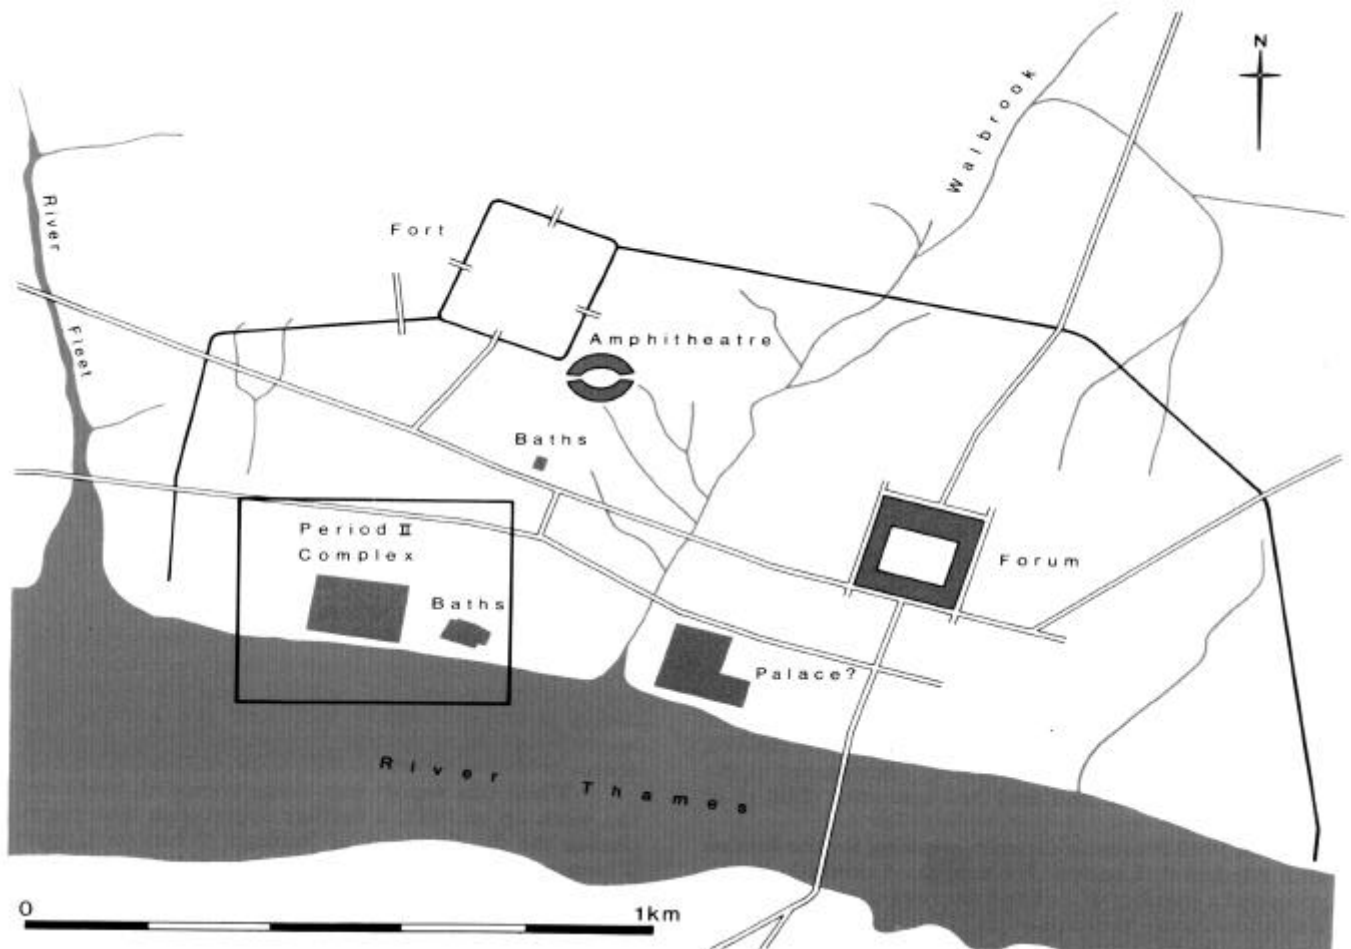 N
Walbrook
River
Fleet
Fort
Amphitheatre
Baths
Period II
Complex
Baths
Forum
Palace?
River Thames
0 1km